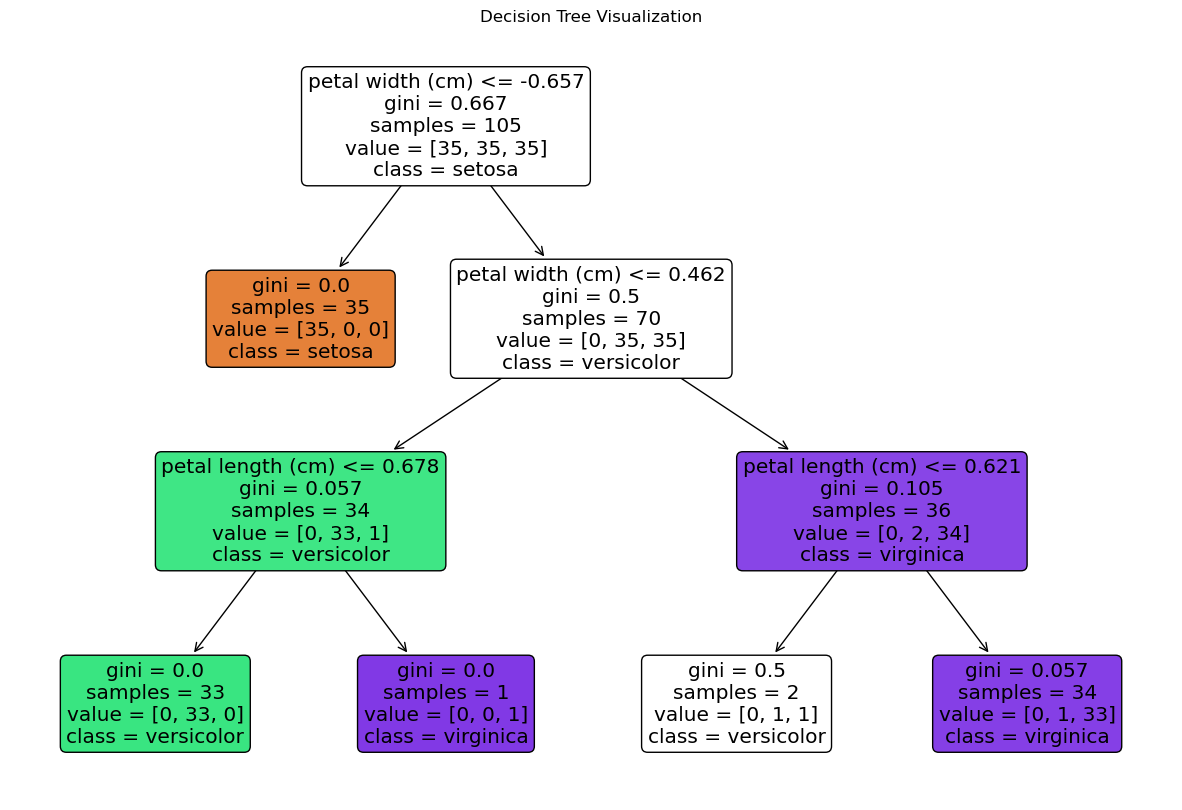 Decision Tree Visualization
petal width (cm) <= -0.657
gini = 0.667
samples = 105
value = [35, 35, 35]
class = setosa
gini = 0.0
samples = 35
value = [35, 0, 0]
class = setosa
petal width (cm) <= 0.462
gini = 0.5
samples = 70
value = [0, 35, 35]
class = versicolor
petal length (cm) <= 0.678
gini = 0.057
samples = 34
value = [0, 33, 1]
class = versicolor
petal length (cm) <= 0.621
gini = 0.105
samples = 36
value = [0, 2, 34]
class = virginica
gini = 0.0
samples = 33
value = [0, 33, 0]
class = versicolor
gini = 0.0
samples = 1
value = [0, 0, 1]
class = virginica
gini = 0.5
samples = 2
value = [0, 1, 1]
class = versicolor
gini = 0.057
samples = 34
value = [0, 1, 33]
class = virginica